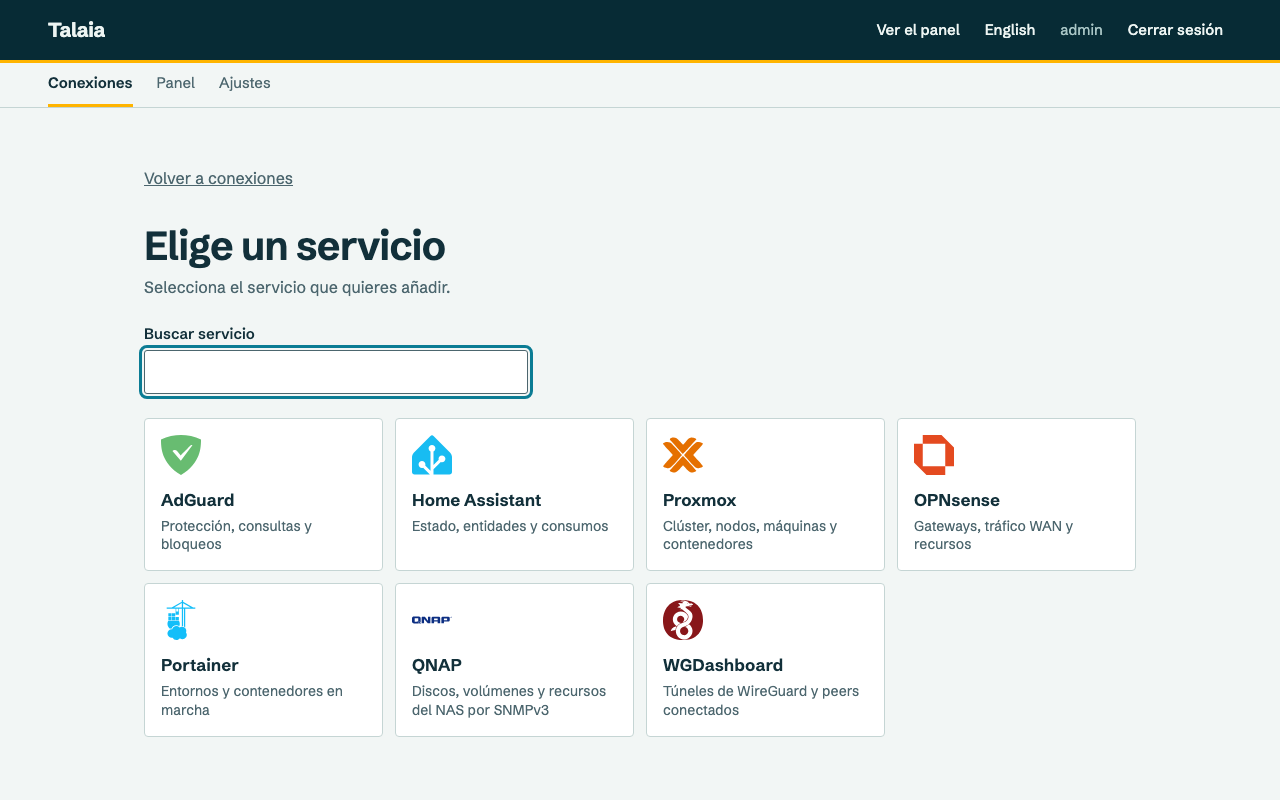 Talaia
Ver el panel
English
admin
Cerrar sesión
Conexiones
Panel
Ajustes
Volver a conexiones
Elige un servicio
Selecciona el servicio que quieres añadir.
Buscar servicio
AdGuard
Protección, consultas y
bloqueos
Home Assistant
Estado, entidades y consumos
Proxmox
Clúster, nodos, máquinas y
contenedores
OPNsense
Gateways, tráfico WAN y
recursos
Portainer
Entornos y contenedores en
marcha
QNAP
QNAP
Discos, volúmenes y recursos
del NAS por SNMPv3
WGDashboard
Túneles de WireGuard y peers
conectados